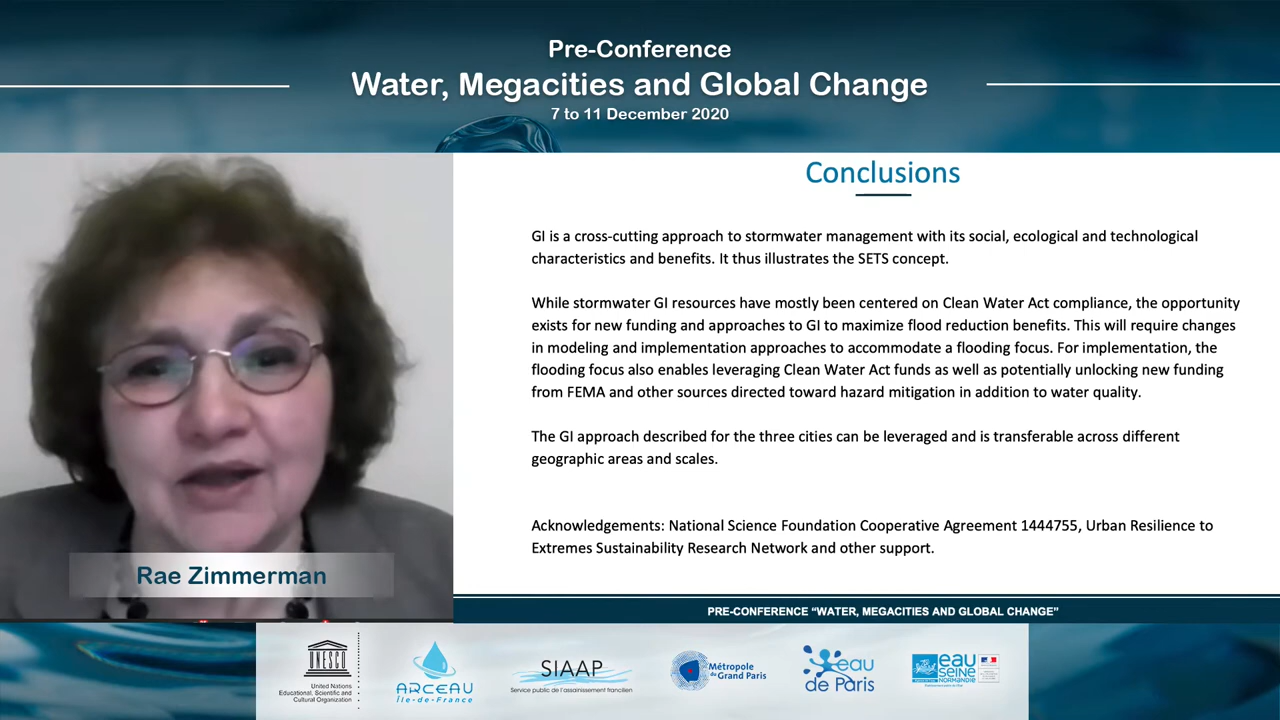 Pre-Conference
Water, Megacities and Global Change
7 to 11 December 2020
Conclusions
GI is a cross-cutting approach to stormwater management with its social, ecological and technological
characteristics and benefits. It thus illustrates the SETS concept.
While stormwater GI resources have mostly been centered on Clean Water Act compliance, the opportunity
exists for new funding and approaches to GI to maximize flood reduction benefits. This will require changes
in modeling and implementation approaches to accommodate a flooding focus. For implementation, the
flooding focus also enables leveraging Clean Water Act funds as well as potentially unlocking new funding
from FEMA and other sources directed toward hazard mitigation in addition to water quality.
The GI approach described for the three cities can be leveraged and is transferable across different
geographic areas and scales.
Acknowledgements: National Science Foundation Cooperative Agreement 1444755, Urban Resilience to
Extremes Sustainability Research Network and other support.
Rae Zimmerman
PRE-CONFERENCE “WATER, MEGACITIES AND GLOBAL CHANGE”
UNESCO
United Nations
Educational, Scientific and
Cultural Organization
ARCEAU
Île-de-France
SIAAP
Service public de l'assainissement francilien
Métropole
du Grand Paris
eau
de Paris
eau
SEINE
NORMANDIE